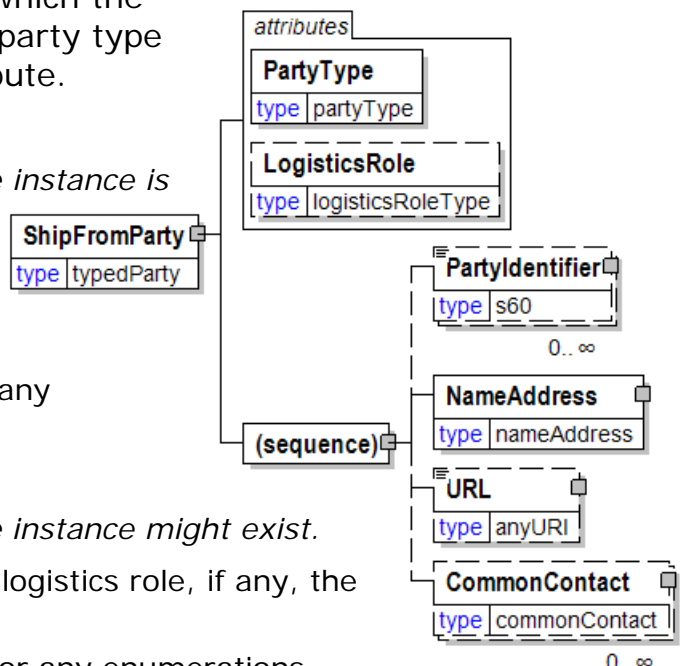 which the
party type
bute.
attributes
PartyType
type partyType
LogisticsRole
type logisticsRoleType
e instance is
ShipFromParty
type typedParty
PartyIdentifier
type s60
0.. ∞
any
NameAddress
type nameAddress
(sequence)
URL
type anyURI
e instance might exist.
logistics role, if any, the
CommonContact
type commonContact
0.. ∞
or any enumerations